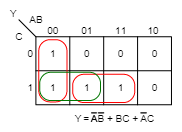 Y AB
C 00 01 11 10
0 1 0 0 0
1 1 1 1 0
Y = A̅B̅ + BC + A̅C